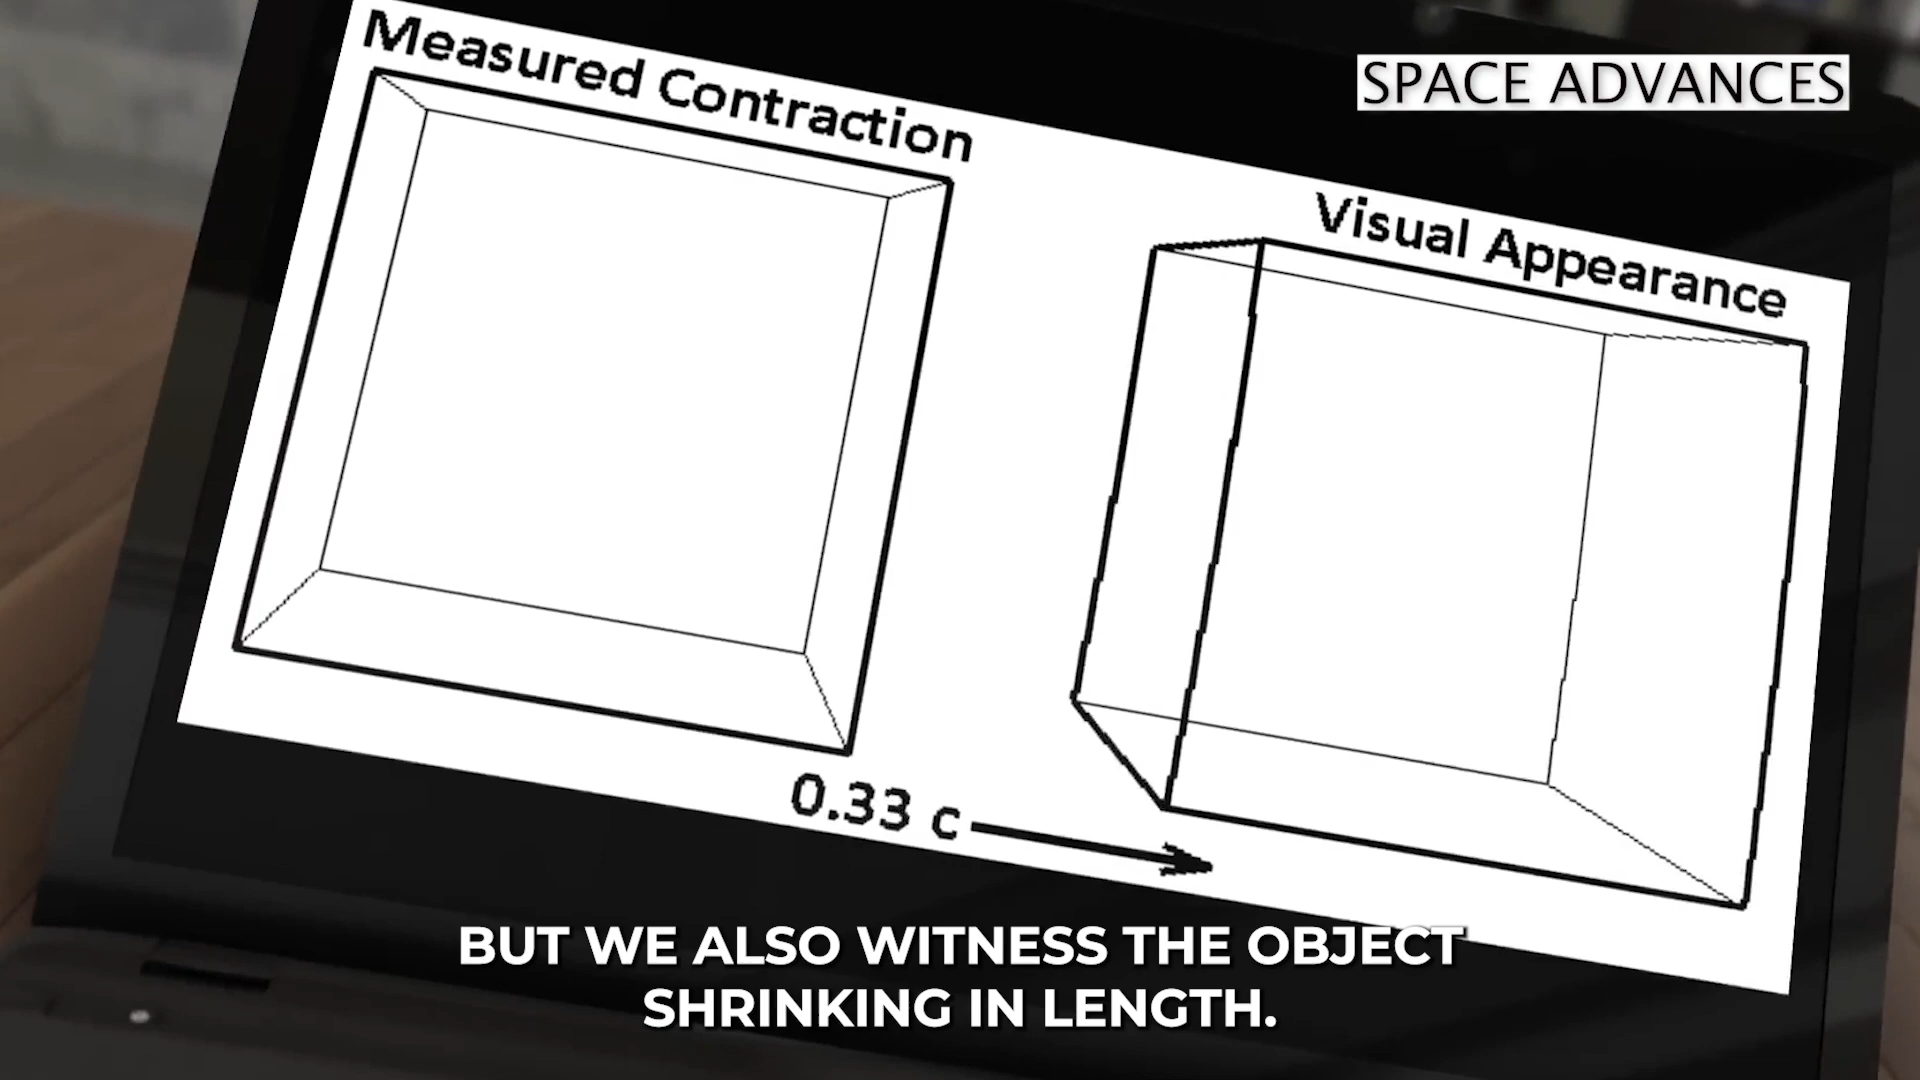 Measured Contraction
SPACE ADVANCES
Visual Appearance
0.33 c
BUT WE ALSO WITNESS THE OBJECT
SHRINKING IN LENGTH.